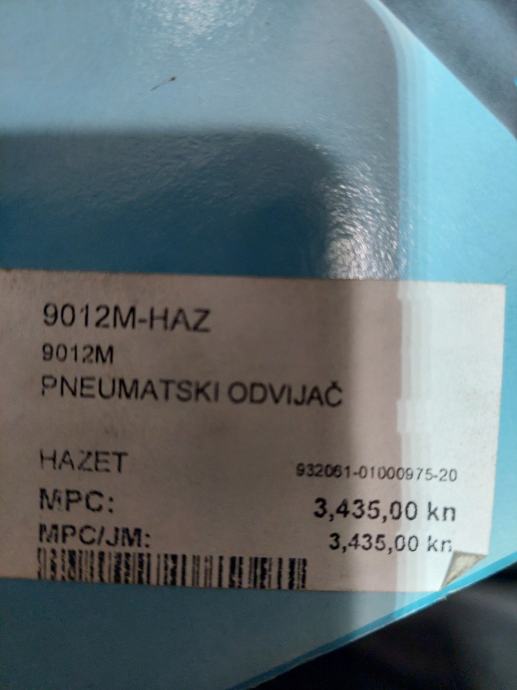 9012M-HAZ
9012M
PNEUMATSKI ODVIJAČ
HAZET 932061-01000975-20
MPC: 3,435,00 kn
MPC/JM: 3,435,00 kn